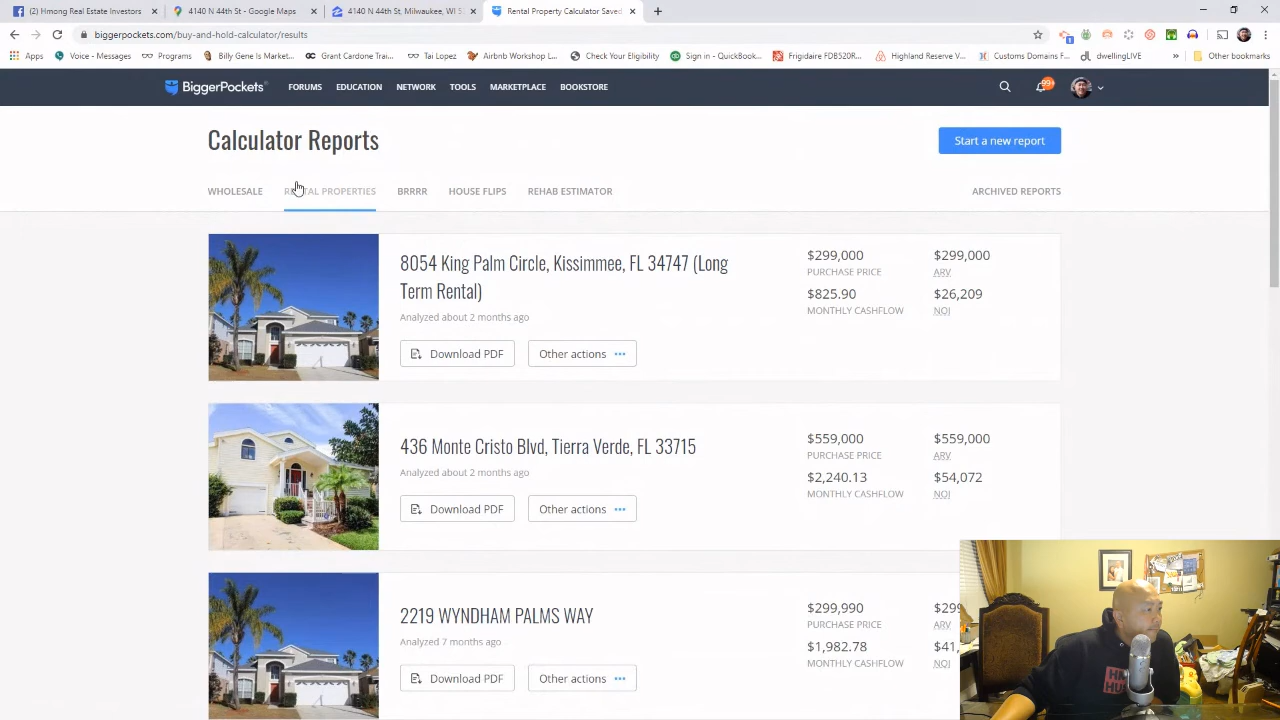 (2) Hmong Real Estate Investors
4140 N 44th St - Google Maps
4140 N 44th St, Milwaukee, WI 5
Rental Property Calculator Saved
biggerpockets.com/buy-and-hold-calculator/results
Apps
Voice - Messages
Programs
Billy Gene Is Market...
Grant Cardone Trai...
Tai Lopez
Airbnb Workshop L...
Check Your Eligibility
Sign in - QuickBook...
Frigidaire FDB520R...
Highland Reserve V...
Customs Domains F...
dwellingLIVE
Other bookmarks
BiggerPockets
FORUMS
EDUCATION
NETWORK
TOOLS
MARKETPLACE
BOOKSTORE
99+
Calculator Reports
Start a new report
WHOLESALE
RENTAL PROPERTIES
BRRRR
HOUSE FLIPS
REHAB ESTIMATOR
ARCHIVED REPORTS
8054 King Palm Circle, Kissimmee, FL 34747 (Long
Term Rental)
Analyzed about 2 months ago
Download PDF
Other actions
$299,000
PURCHASE PRICE
$299,000
ARV
$825.90
MONTHLY CASHFLOW
$26,209
NOI
436 Monte Cristo Blvd, Tierra Verde, FL 33715
Analyzed about 2 months ago
Download PDF
Other actions
$559,000
PURCHASE PRICE
$559,000
ARV
$2,240.13
MONTHLY CASHFLOW
$54,072
NOI
2219 WYNDHAM PALMS WAY
Analyzed 7 months ago
Download PDF
Other actions
$299,990
PURCHASE PRICE
$299
ARV
$1,982.78
MONTHLY CASHFLOW
$41,
NOI